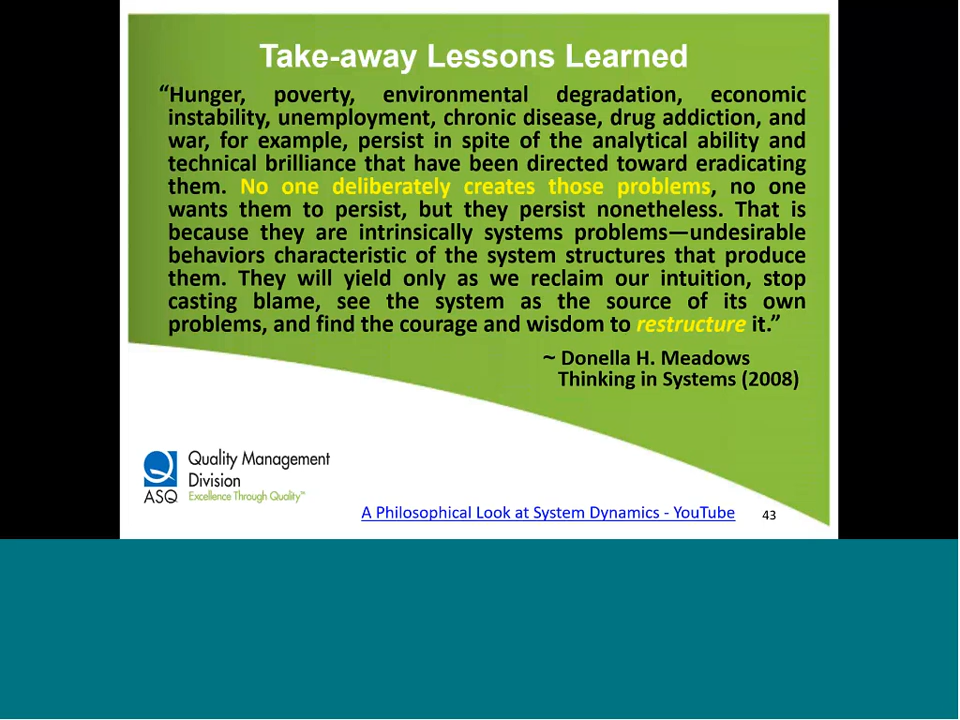 Take-away Lessons Learned
“Hunger, poverty, environmental degradation, economic
instability, unemployment, chronic disease, drug addiction, and
war, for example, persist in spite of the analytical ability and
technical brilliance that have been directed toward eradicating
them. No one deliberately creates those problems, no one
wants them to persist, but they persist nonetheless. That is
because they are intrinsically systems problems—undesirable
behaviors characteristic of the system structures that produce
them. They will yield only as we reclaim our intuition, stop
casting blame, see the system as the source of its own
problems, and find the courage and wisdom to restructure it.”
~ Donella H. Meadows
Thinking in Systems (2008)
Quality Management
Division
ASQ Excellence Through Quality™
A Philosophical Look at System Dynamics - YouTube 43